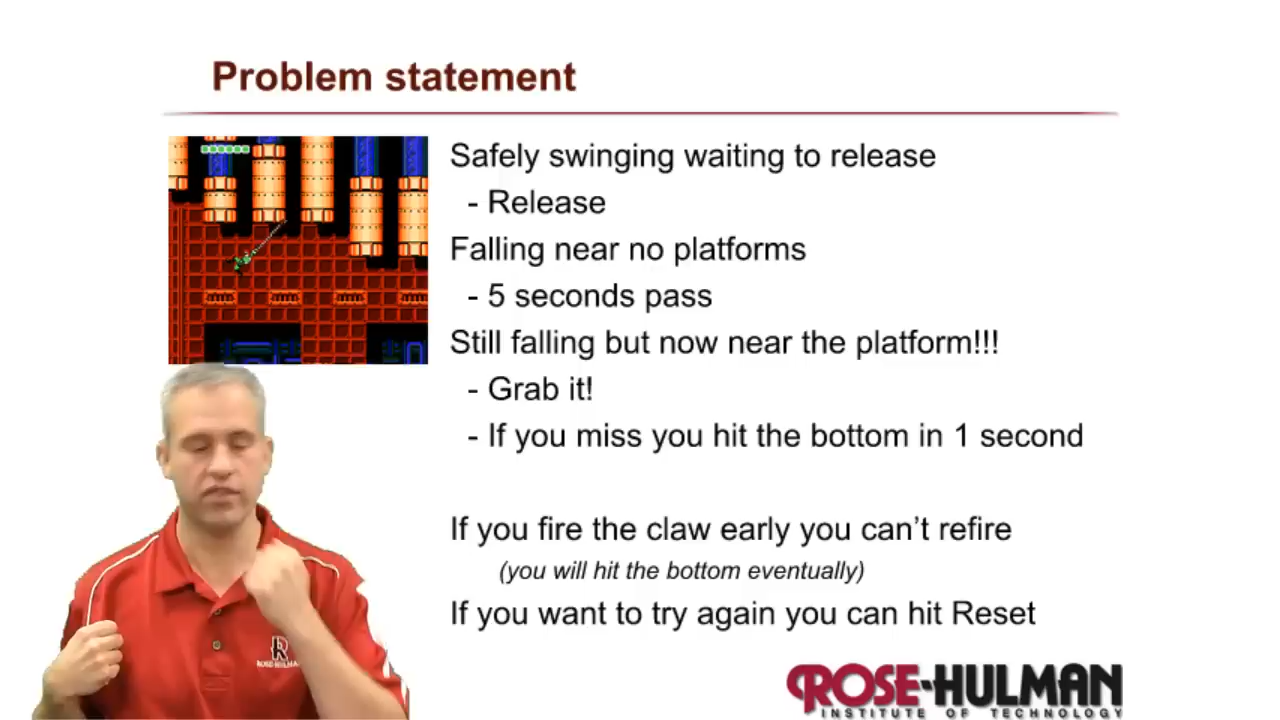 Problem statement
Safely swinging waiting to release
- Release
Falling near no platforms
- 5 seconds pass
Still falling but now near the platform!!!
- Grab it!
- If you miss you hit the bottom in 1 second
If you fire the claw early you can’t refire
(you will hit the bottom eventually)
If you want to try again you can hit Reset
ROSE-HULMAN
ROSE-HULMAN
INSTITUTE OF TECHNOLOGY